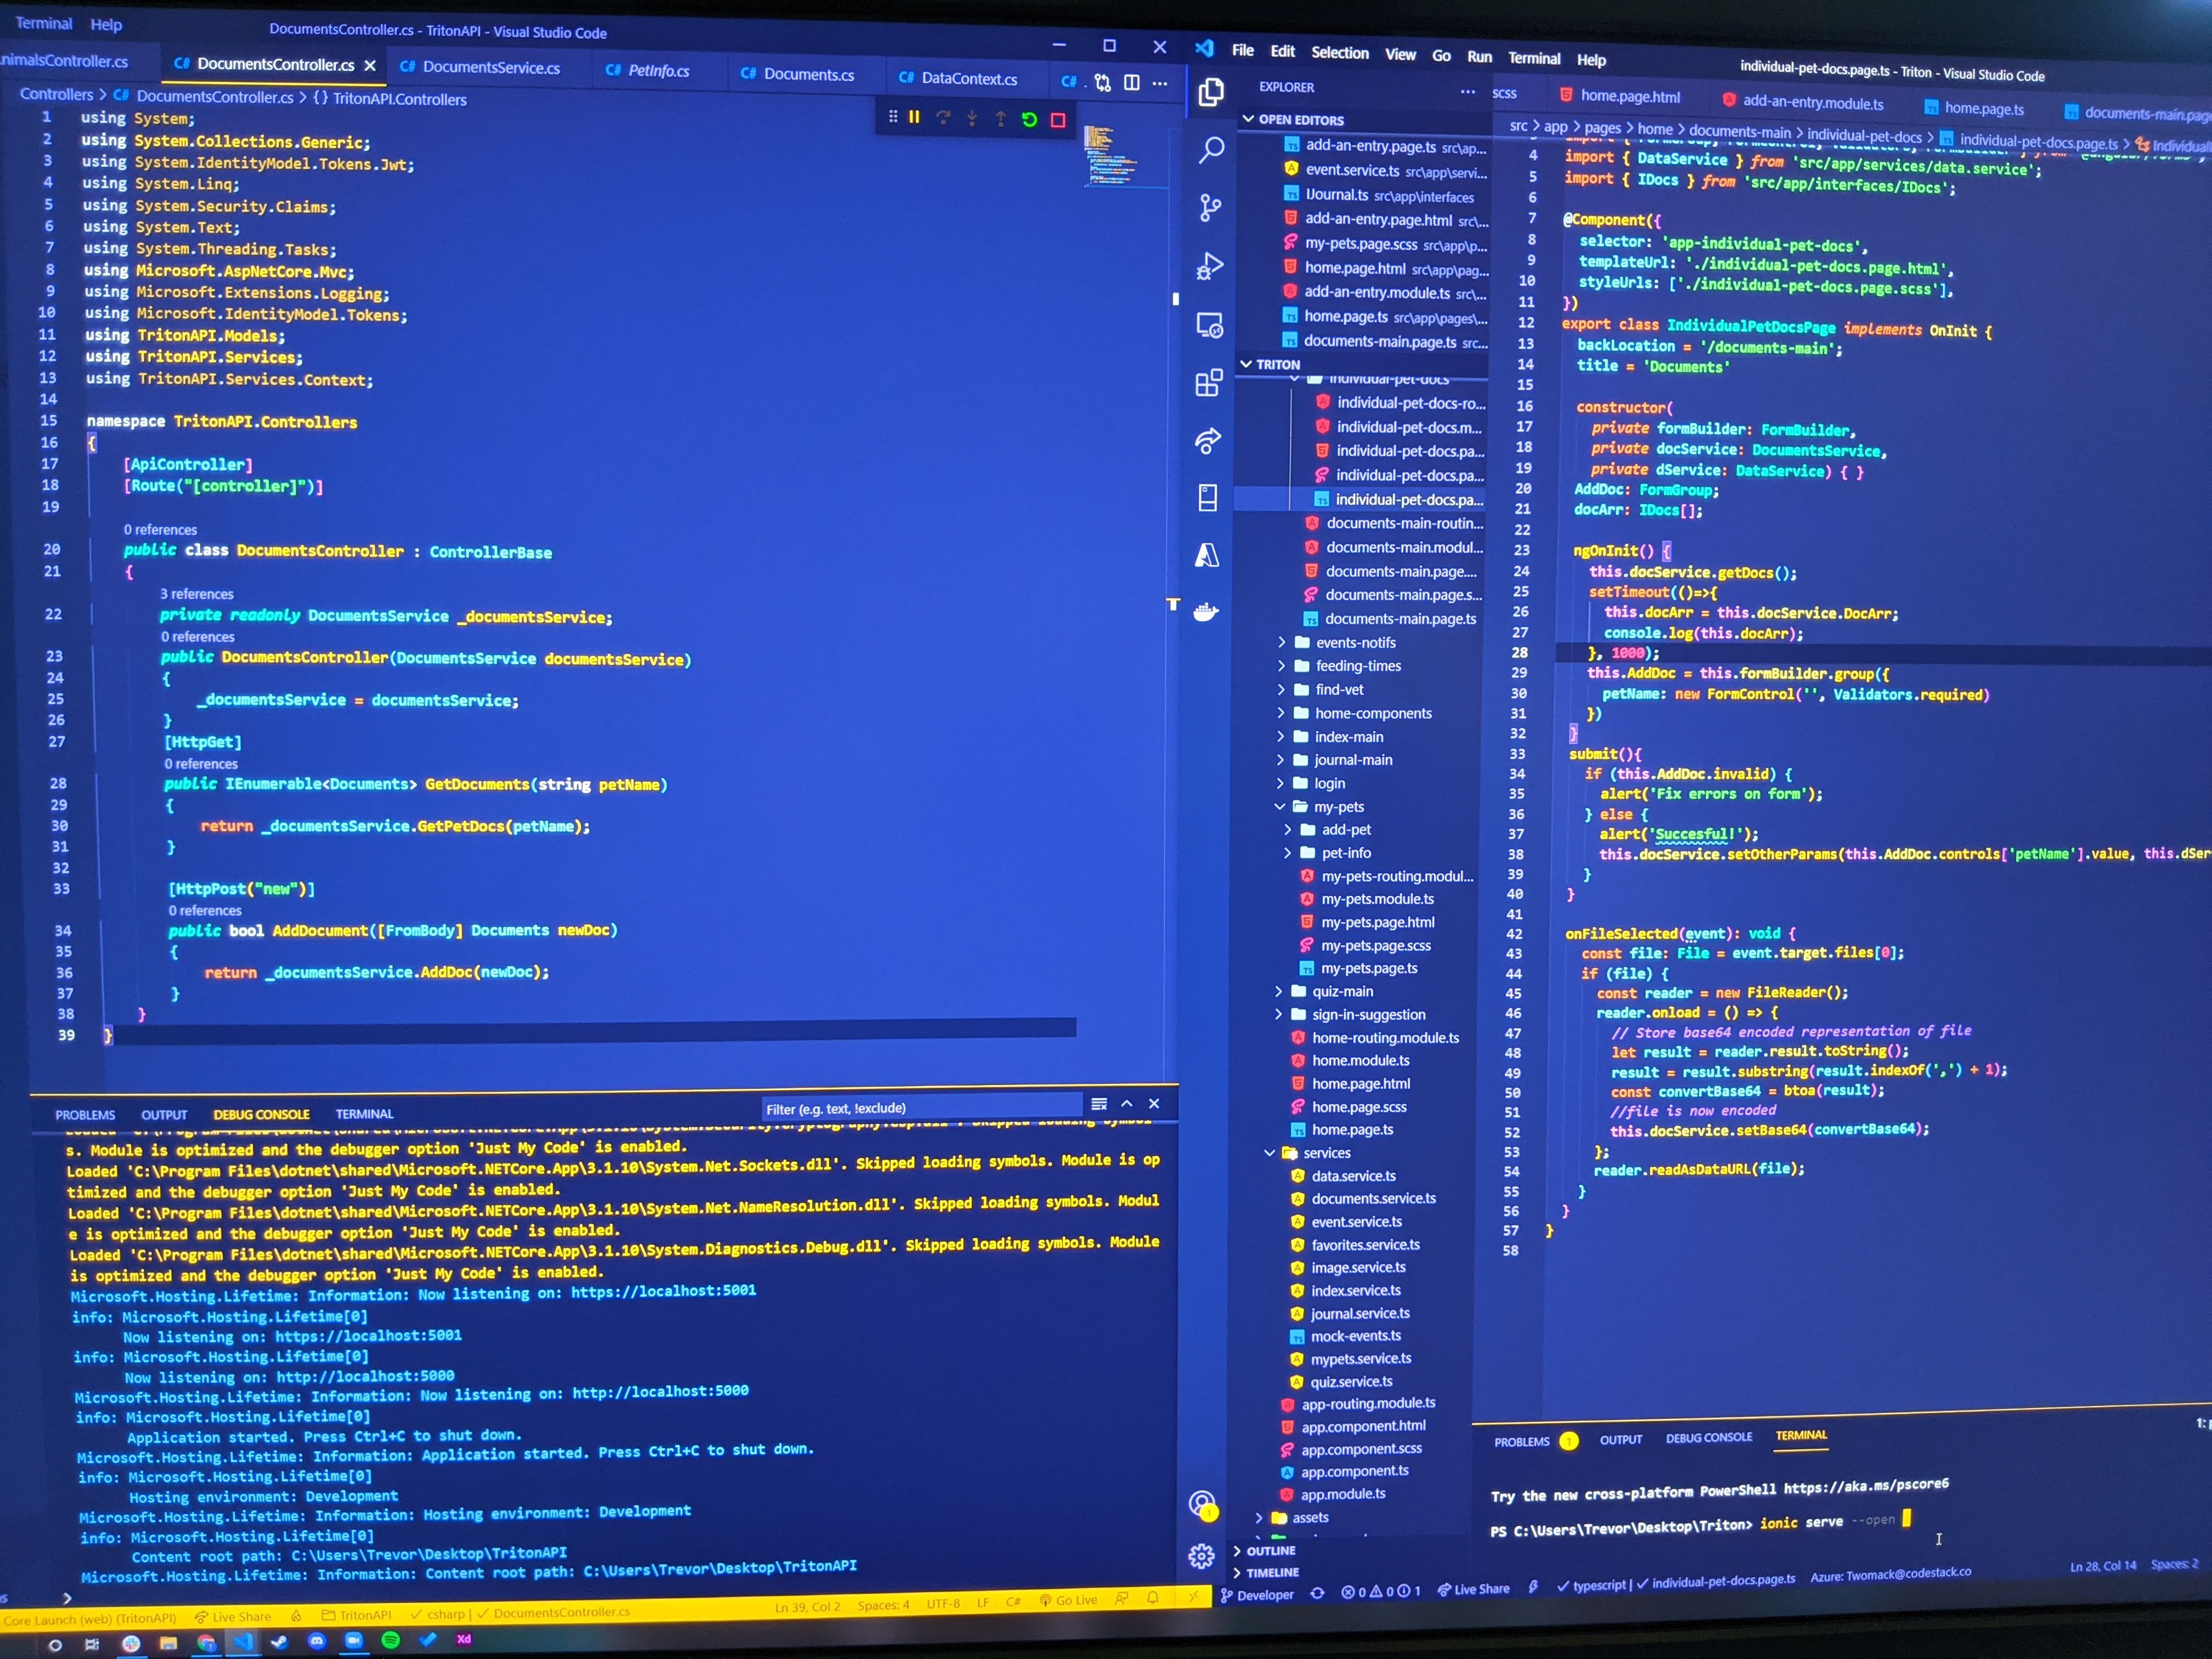 Terminal Help
DocumentsController.cs - TritonAPI - Visual Studio Code
nimalsController.cs
C# DocumentsController.cs
C# DocumentsService.cs
C# PetInfo.cs
C# Documents.cs
C# DataContext.cs
C#
Controllers > C# DocumentsController.cs > {} TritonAPI.Controllers
1 using System;
2 using System.Collections.Generic;
3 using System.IdentityModel.Tokens.Jwt;
4 using System.Linq;
5 using System.Security.Claims;
6 using System.Text;
7 using System.Threading.Tasks;
8 using Microsoft.AspNetCore.Mvc;
9 using Microsoft.Extensions.Logging;
10 using Microsoft.IdentityModel.Tokens;
11 using TritonAPI.Models;
12 using TritonAPI.Services;
13 using TritonAPI.Services.Context;
14
15 namespace TritonAPI.Controllers
16 {
17 [ApiController]
18 [Route("[controller]")]
19
0 references
20 public class DocumentsController : ControllerBase
21 {
3 references
22 private readonly DocumentsService _documentsService;
0 references
23 public DocumentsController(DocumentsService documentsService)
24 {
25 _documentsService = documentsService;
26 }
27 [HttpGet]
0 references
28 public IEnumerable<Documents> GetDocuments(string petName)
29 {
30 return _documentsService.GetPetDocs(petName);
31 }
32
33 [HttpPost("new")]
0 references
34 public bool AddDocument([FromBody] Documents newDoc)
35 {
36 return _documentsService.AddDoc(newDoc);
37 }
38 }
39 }
PROBLEMS OUTPUT DEBUG CONSOLE TERMINAL
Filter (e.g. text, !exclude)
s. Module is optimized and the debugger option 'Just My Code' is enabled.
Loaded 'C:\Program Files\dotnet\shared\Microsoft.NETCore.App\3.1.10\System.Net.Sockets.dll'. Skipped loading symbols. Module is op
timized and the debugger option 'Just My Code' is enabled.
Loaded 'C:\Program Files\dotnet\shared\Microsoft.NETCore.App\3.1.10\System.Net.NameResolution.dll'. Skipped loading symbols. Modul
e is optimized and the debugger option 'Just My Code' is enabled.
Loaded 'C:\Program Files\dotnet\shared\Microsoft.NETCore.App\3.1.10\System.Diagnostics.Debug.dll'. Skipped loading symbols. Module
is optimized and the debugger option 'Just My Code' is enabled.
Microsoft.Hosting.Lifetime: Information: Now listening on: https://localhost:5001
info: Microsoft.Hosting.Lifetime[0]
Now listening on: https://localhost:5001
info: Microsoft.Hosting.Lifetime[0]
Now listening on: http://localhost:5000
Microsoft.Hosting.Lifetime: Information: Now listening on: http://localhost:5000
info: Microsoft.Hosting.Lifetime[0]
Application started. Press Ctrl+C to shut down.
Microsoft.Hosting.Lifetime: Information: Application started. Press Ctrl+C to shut down.
info: Microsoft.Hosting.Lifetime[0]
Hosting environment: Development
Microsoft.Hosting.Lifetime: Information: Hosting environment: Development
info: Microsoft.Hosting.Lifetime[0]
Content root path: C:\Users\Trevor\Desktop\TritonAPI
Microsoft.Hosting.Lifetime: Information: Content root path: C:\Users\Trevor\Desktop\TritonAPI
Core Launch (web) (TritonAPI) Live Share TritonAPI csharp | DocumentsController.cs Ln 39, Col 2 Spaces: 4 UTF-8 LF C# Go Live
Xd
File Edit Selection View Go Run Terminal Help
individual-pet-docs.page.ts - Triton - Visual Studio Code
EXPLORER
OPEN EDITORS
add-an-entry.page.ts src\ap...
event.service.ts src\app\servi...
IJournal.ts src\app\interfaces
add-an-entry.page.html src\...
my-pets.page.scss src\app\p...
home.page.html src\app\pag...
add-an-entry.module.ts src\...
home.page.ts src\app\pages\...
documents-main.page.ts src...
TRITON
individual-pet-docs
individual-pet-docs-ro...
individual-pet-docs.m...
individual-pet-docs.pa...
individual-pet-docs.pa...
individual-pet-docs.pa...
documents-main-routin...
documents-main.modul...
documents-main.page....
documents-main.page.s...
documents-main.page.ts
events-notifs
feeding-times
find-vet
home-components
index-main
journal-main
login
my-pets
add-pet
pet-info
my-pets-routing.modul...
my-pets.module.ts
my-pets.page.html
my-pets.page.scss
my-pets.page.ts
quiz-main
sign-in-suggestion
home-routing.module.ts
home.module.ts
home.page.html
home.page.scss
home.page.ts
services
data.service.ts
documents.service.ts
event.service.ts
favorites.service.ts
image.service.ts
index.service.ts
journal.service.ts
mock-events.ts
mypets.service.ts
quiz.service.ts
app-routing.module.ts
app.component.html
app.component.scss
app.component.ts
app.module.ts
assets
OUTLINE
TIMELINE
scss
home.page.html
add-an-entry.module.ts
home.page.ts
documents-main.page
src > app > pages > home > documents-main > individual-pet-docs > individual-pet-docs.page.ts > Individual
4 import { DataService } from 'src/app/services/data.service';
5 import { IDocs } from 'src/app/interfaces/IDocs';
6
7 @Component({
8 selector: 'app-individual-pet-docs',
9 templateUrl: './individual-pet-docs.page.html',
10 styleUrls: ['./individual-pet-docs.page.scss'],
11 })
12 export class IndividualPetDocsPage implements OnInit {
13 backLocation = '/documents-main';
14 title = 'Documents'
15
16 constructor(
17 private formBuilder: FormBuilder,
18 private docService: DocumentsService,
19 private dService: DataService) { }
20 AddDoc: FormGroup;
21 docArr: IDocs[];
22
23 ngOnInit() {
24 this.docService.getDocs();
25 setTimeout(()=>{
26 this.docArr = this.docService.DocArr;
27 console.log(this.docArr);
28 }, 1000);
29 this.AddDoc = this.formBuilder.group({
30 petName: new FormControl('', Validators.required)
31 })
32 }
33 submit(){
34 if (this.AddDoc.invalid) {
35 alert('Fix errors on form');
36 } else {
37 alert('Succesful!');
38 this.docService.setOtherParams(this.AddDoc.controls['petName'].value, this.dSer
39 }
40 }
41
42 onFileSelected(event): void {
43 const file: File = event.target.files[0];
44 if (file) {
45 const reader = new FileReader();
46 reader.onload = () => {
47 // Store base64 encoded representation of file
48 let result = reader.result.toString();
49 result = result.substring(result.indexOf(',') + 1);
50 const convertBase64 = btoa(result);
51 //file is now encoded
52 this.docService.setBase64(convertBase64);
53 };
54 reader.readAsDataURL(file);
55 }
56 }
57 }
58
PROBLEMS 1 OUTPUT DEBUG CONSOLE TERMINAL
1:
Try the new cross-platform PowerShell https://aka.ms/pscore6
PS C:\Users\Trevor\Desktop\Triton> ionic serve --open
Developer 0 0 1 Live Share typescript | individual-pet-docs.page.ts Azure: Twomack@codestack.co Ln 28, Col 14 Spaces: 2